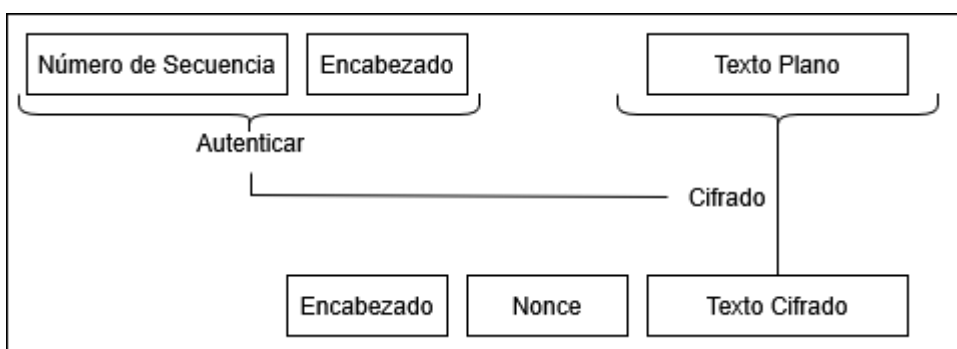 Número de Secuencia
Encabezado
Texto Plano
Autenticar
Cifrado
Encabezado
Nonce
Texto Cifrado